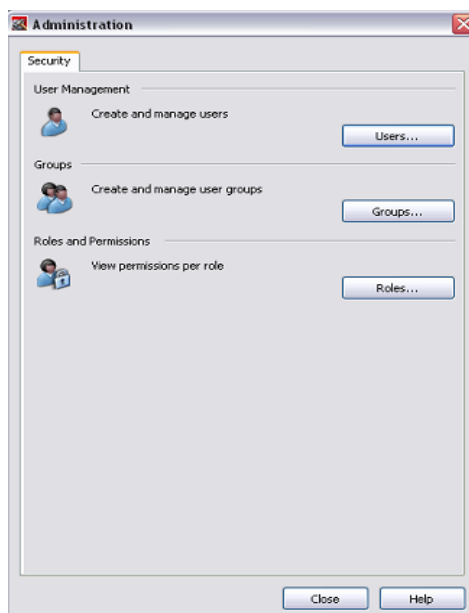 Administration
Security
User Management
Create and manage users
Users...
Groups
Create and manage user groups
Groups...
Roles and Permissions
View permissions per role
Roles...
Close Help